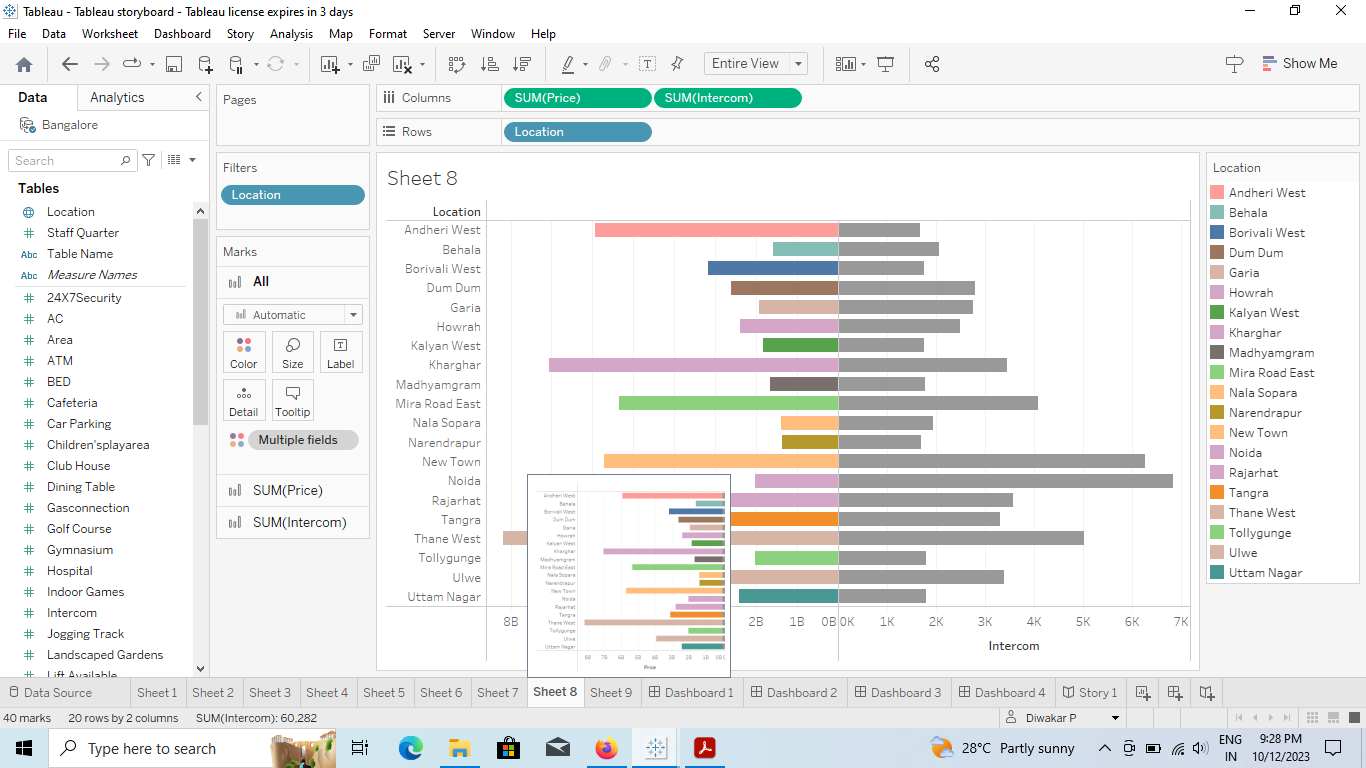 Tableau - Tableau storyboard - Tableau license expires in 3 days
File Data Worksheet Dashboard Story Analysis Map Format Server Window Help
Entire View
Show Me
Data Analytics
Bangalore
Search
Tables
Location
Staff Quarter
Abc Table Name
Abc Measure Names
24X7Security
AC
Area
ATM
BED
Cafeteria
Car Parking
Children'splayarea
Club House
Dining Table
Gasconnection
Golf Course
Gymnasium
Hospital
Indoor Games
Intercom
Jogging Track
Landscaped Gardens
Lift Available
Pages
Filters
Location
Marks
All
Automatic
Color Size Label
Detail Tooltip
Multiple fields
SUM(Price)
SUM(Intercom)
Columns SUM(Price) SUM(Intercom)
Rows Location
Sheet 8
Location
Andheri West
Behala
Borivali West
Dum Dum
Garia
Howrah
Kalyan West
Kharghar
Madhyamgram
Mira Road East
Nala Sopara
Narendrapur
New Town
Noida
Rajarhat
Tangra
Thane West
Tollygunge
Ulwe
Uttam Nagar
8B 2B 1B 0B 0K 1K 2K 3K 4K 5K 6K 7K
Intercom
Andheri West
Behala
Borivali West
Dum Dum
Garia
Howrah
Kalyan West
Kharghar
Madhyamgram
Mira Road East
Nala Sopara
Narendrapur
New Town
Noida
Rajarhat
Tangra
Thane West
Tollygunge
Ulwe
Uttam Nagar
8B 7B 6B 5B 4B 3B 2B 1B
Price
Location
Andheri West
Behala
Borivali West
Dum Dum
Garia
Howrah
Kalyan West
Kharghar
Madhyamgram
Mira Road East
Nala Sopara
Narendrapur
New Town
Noida
Rajarhat
Tangra
Thane West
Tollygunge
Ulwe
Uttam Nagar
Data Source Sheet 1 Sheet 2 Sheet 3 Sheet 4 Sheet 5 Sheet 6 Sheet 7 Sheet 8 Sheet 9 Dashboard 1 Dashboard 2 Dashboard 3 Dashboard 4 Story 1
40 marks 20 rows by 2 columns SUM(Intercom): 60,282 Diwakar P
Type here to search
28°C Partly sunny
ENG
IN
9:28 PM
10/12/2023